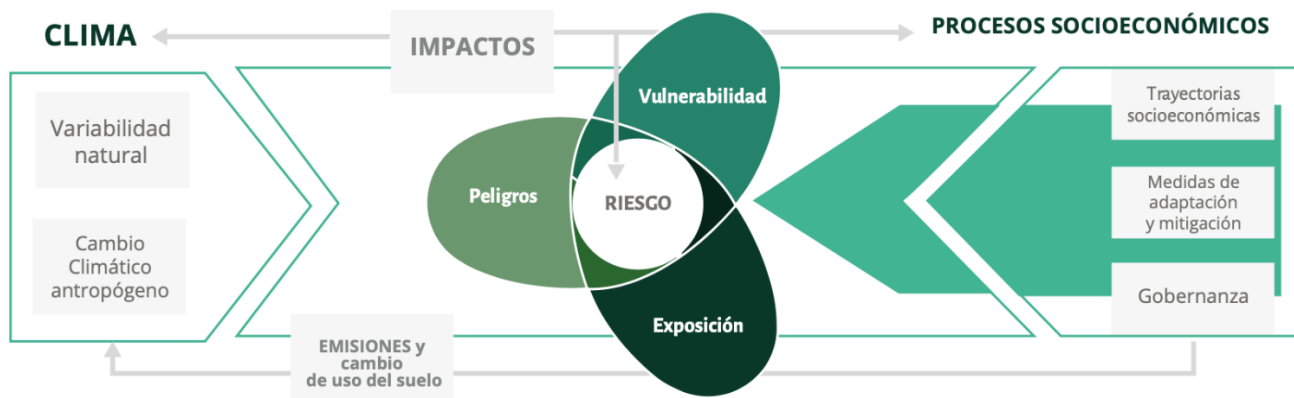 CLIMA
IMPACTOS
PROCESOS SOCIOECONÓMICOS
Variabilidad
natural
Cambio
Climático
antropógeno
Vulnerabilidad
Peligros
RIESGO
Exposición
Trayectorias
socioeconómicas
Medidas de
adaptación
y mitigación
Gobernanza
EMISIONES y
cambio
de uso del suelo